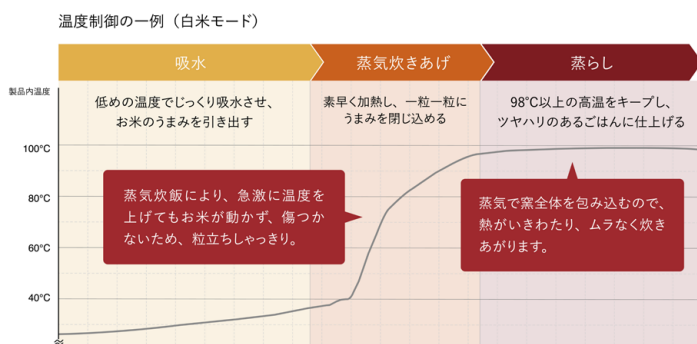 温度制御の一例（白米モード）
吸水
蒸気炊きあげ
蒸らし
製品内温度
低めの温度でじっくり吸水させ、
お米のうまみを引き出す
素早く加熱し、一粒一粒に
うまみを閉じ込める
98°C以上の高温をキープし、
ツヤハリのあるごはんに仕上げる
100°C
80°C
60°C
40°C
蒸気炊飯により、急激に温度を
上げてもお米が動かず、傷つか
ないため、粒立ちしゃっきり。
蒸気で窯全体を包み込むので、
熱がいきわたり、ムラなく炊き
あがります。